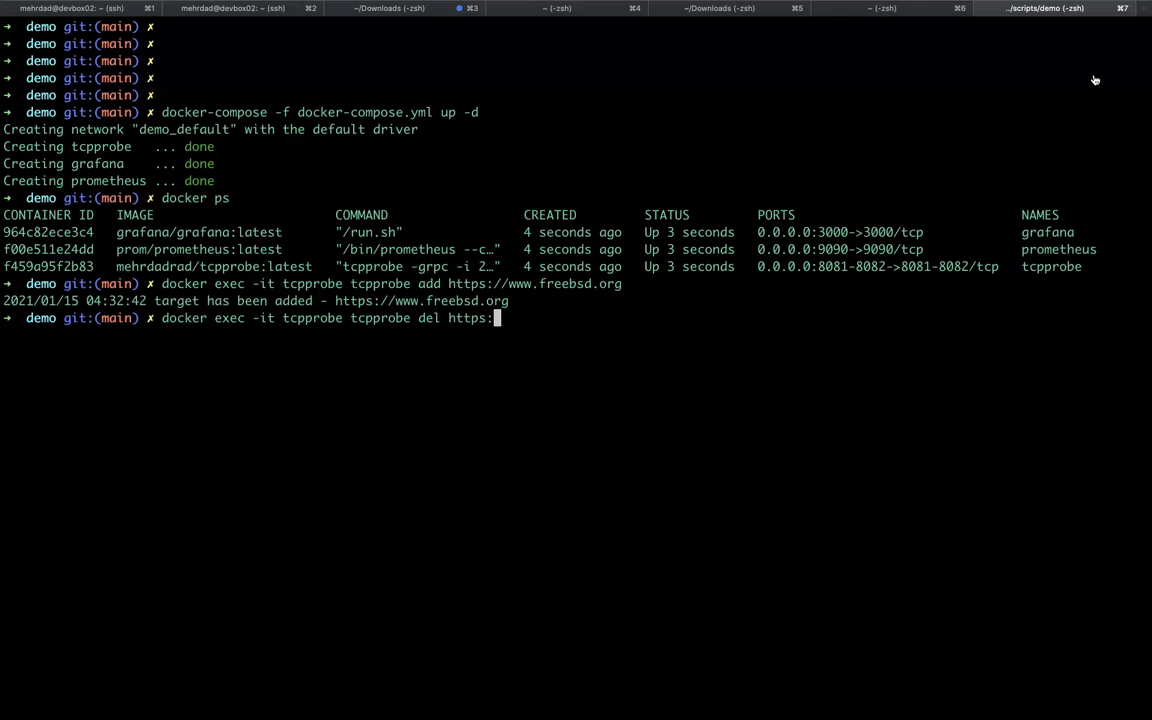 mehrdad@devbox02: ~ (ssh) ⌘1 mehrdad@devbox02: ~ (ssh) ⌘2 ~/Downloads (-zsh) ⌘3 ~ (-zsh) ⌘4 ~/Downloads (-zsh) ⌘5 ~ (-zsh) ⌘6 ../scripts/demo (-zsh) ⌘7
➜ demo git:(main) ✗
➜ demo git:(main) ✗
➜ demo git:(main) ✗
➜ demo git:(main) ✗
➜ demo git:(main) ✗
➜ demo git:(main) ✗ docker-compose -f docker-compose.yml up -d
Creating network "demo_default" with the default driver
Creating tcpprobe ... done
Creating grafana ... done
Creating prometheus ... done
➜ demo git:(main) ✗ docker ps
CONTAINER ID IMAGE COMMAND CREATED STATUS PORTS NAMES
964c82ece3c4 grafana/grafana:latest "/run.sh" 4 seconds ago Up 3 seconds 0.0.0.0:3000->3000/tcp grafana
f00e511e24dd prom/prometheus:latest "/bin/prometheus --c…" 4 seconds ago Up 3 seconds 0.0.0.0:9090->9090/tcp prometheus
f459a95f2b83 mehrdadrad/tcpprobe:latest "tcpprobe -grpc -i 2…" 4 seconds ago Up 3 seconds 0.0.0.0:8081-8082->8081-8082/tcp tcpprobe
➜ demo git:(main) ✗ docker exec -it tcpprobe tcpprobe add https://www.freebsd.org
2021/01/15 04:32:42 target has been added - https://www.freebsd.org
➜ demo git:(main) ✗ docker exec -it tcpprobe tcpprobe del https: